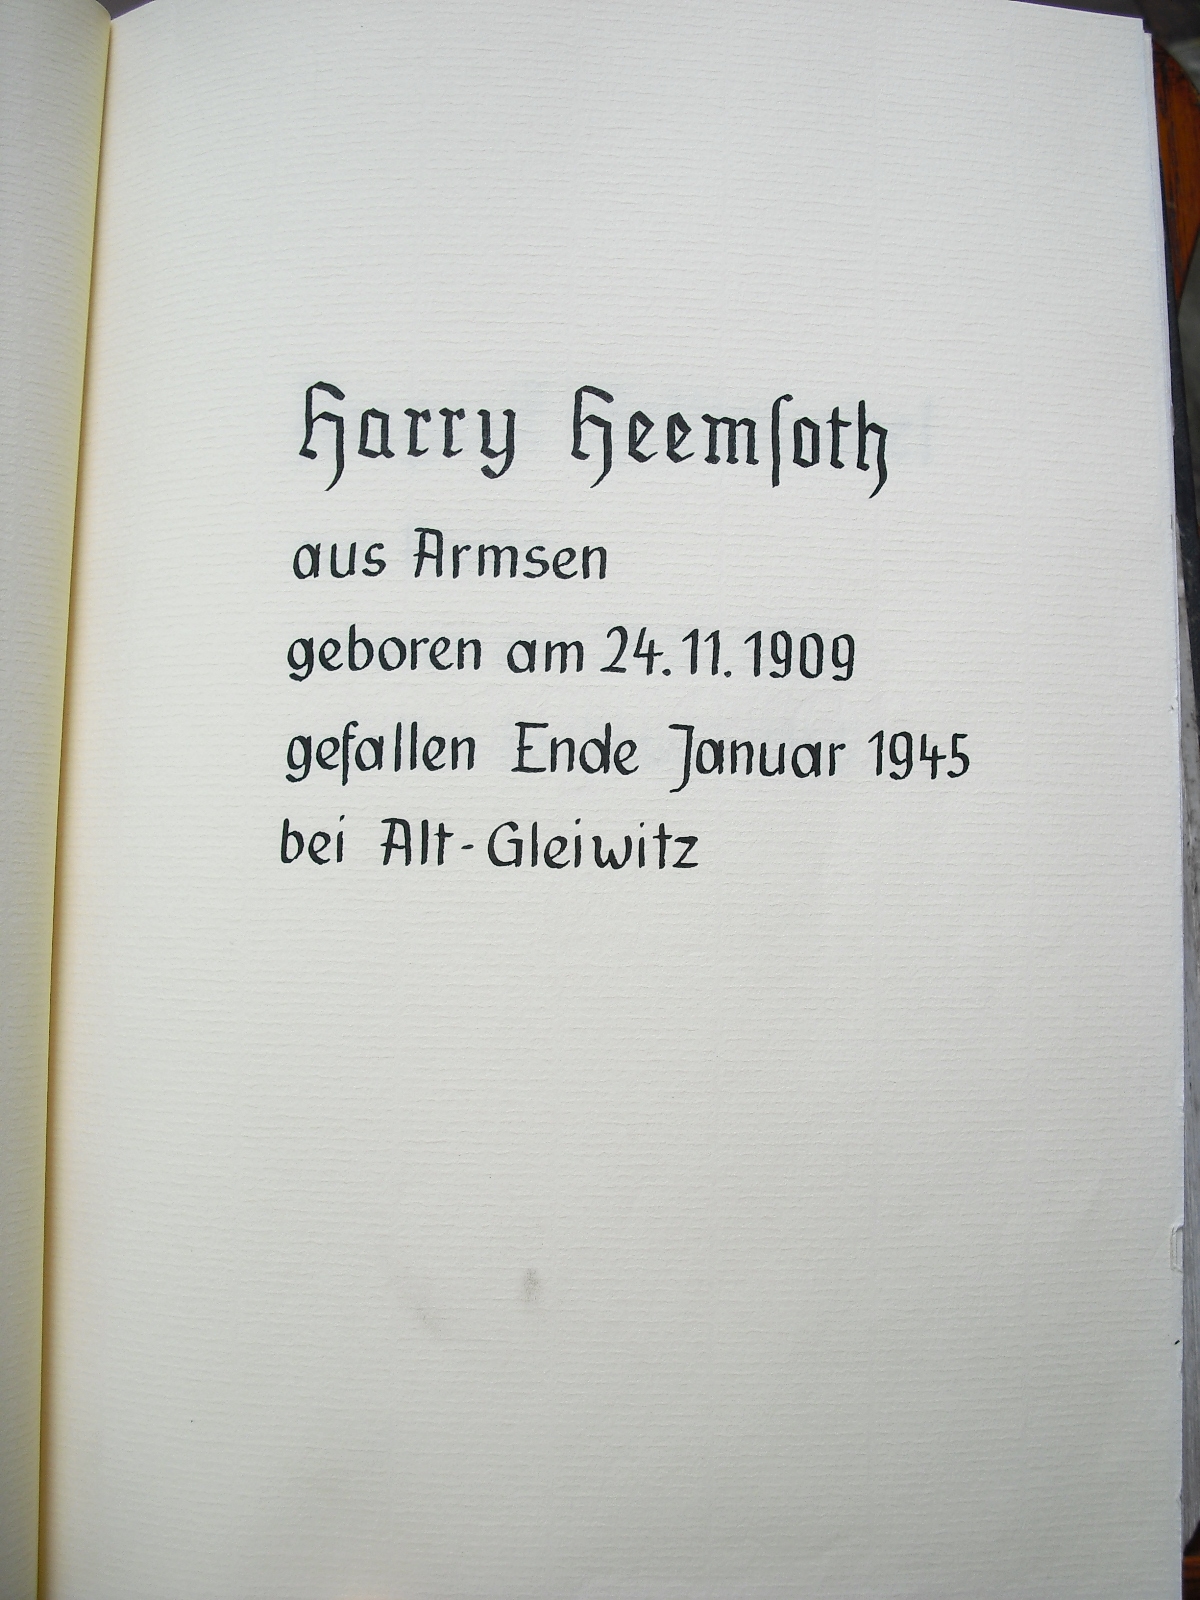 Harry Heemſoth
aus Armsen
geboren am 24.11.1909
gefallen Ende Januar 1945
bei Alt-Gleiwitz